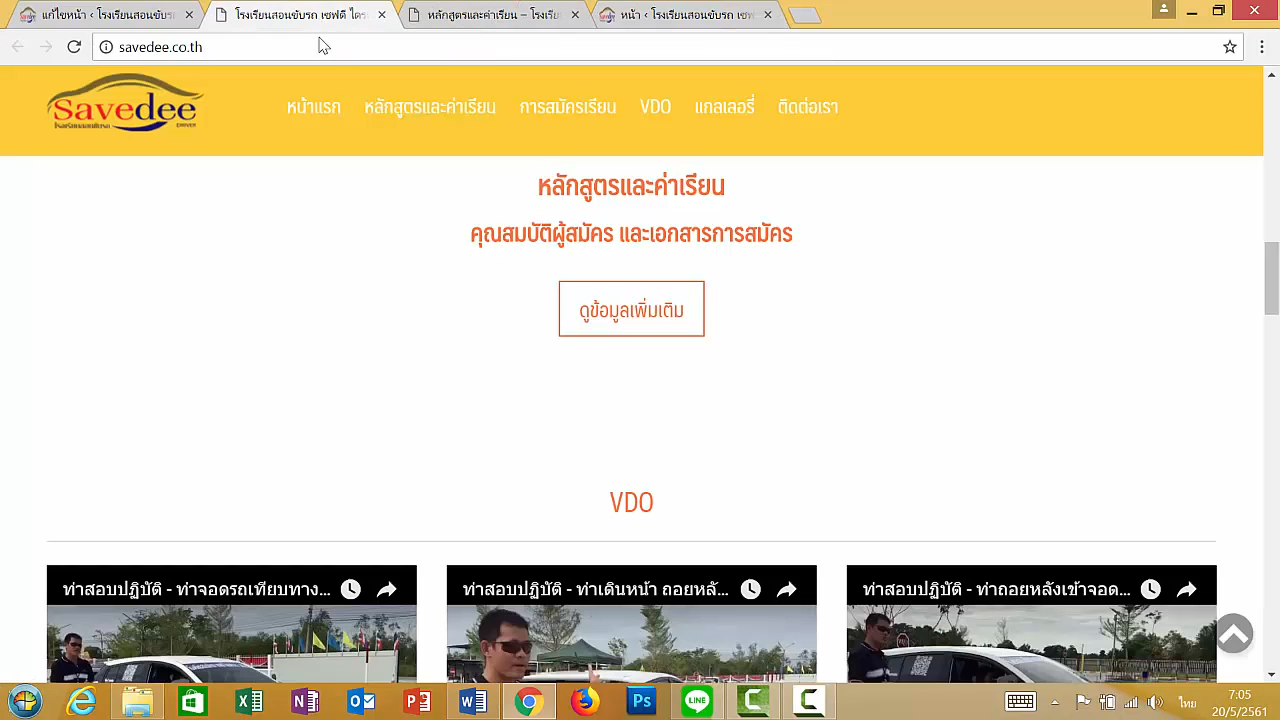 แก้ไขหน้า ‹ โรงเรียนสอนขับร
โรงเรียนสอนขับรถ เซฟดี ไดร
หลักสูตรและค่าเรียน – โรงเรีย
หน้า ‹ โรงเรียนสอนขับรถ เซฟ
savedee.co.th
Savedee
หน้าแรก หลักสูตรและค่าเรียน การสมัครเรียน VDO แกลเลอรี่ ติดต่อเรา
หลักสูตรและค่าเรียน
คุณสมบัติผู้สมัคร และเอกสารการสมัคร
ดูข้อมูลเพิ่มเติม
VDO
ท่าสอบปฏิบัติ - ท่าจอดรถเทียบทาง...
ท่าสอบปฏิบัติ - ท่าเดินหน้า ถอยหลั...
ท่าสอบปฏิบัติ - ท่าถอยหลังเข้าจอด...
LINE
Ps
ไทย
7:05
20/5/2561